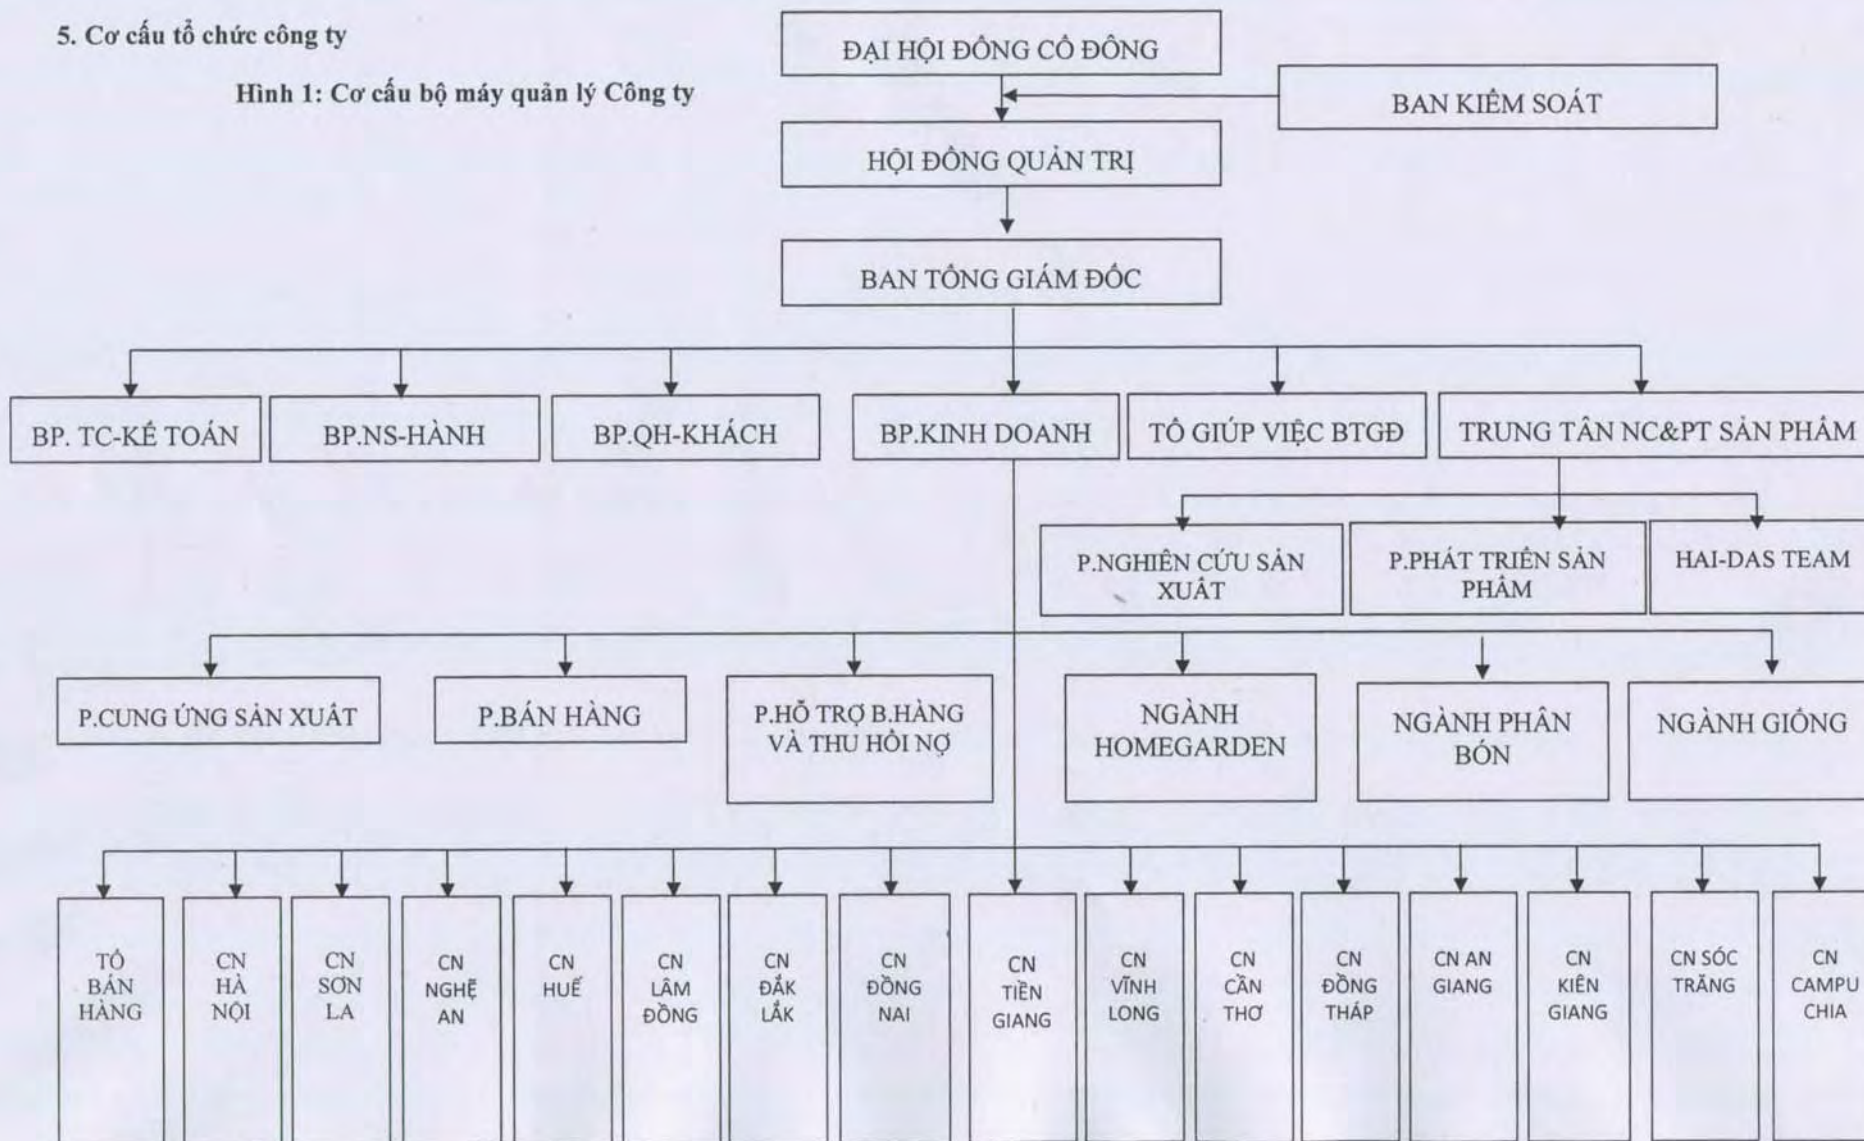 5. Cơ cấu tổ chức công ty
ĐẠI HỘI ĐỒNG CỔ ĐÔNG
Hình 1: Cơ cấu bộ máy quản lý Công ty
BAN KIỂM SOÁT
HỘI ĐỒNG QUẢN TRỊ
BAN TỔNG GIÁM ĐỐC
BP. TC-KẾ TOÁN
BP.NS-HÀNH
BP.QH-KHÁCH
BP.KINH DOANH
TỔ GIÚP VIỆC BTGĐ
TRUNG TÂN NC&PT SẢN PHẨM
P.NGHIÊN CỨU SẢN
XUẤT
P.PHÁT TRIỂN SẢN
PHẨM
HAI-DAS TEAM
P.CUNG ỨNG SẢN XUẤT
P.BÁN HÀNG
P.HỖ TRỢ B.HÀNG
VÀ THU HỒI NỢ
NGÀNH
HOMEGARDEN
NGÀNH PHÂN
BÓN
NGÀNH GIỐNG
TỔ
BÁN
HÀNG
CN
HÀ
NỘI
CN
SƠN
LA
CN
NGHỆ
AN
CN
HUẾ
CN
LÂM
ĐỒNG
CN
ĐẮK
LẮK
CN
ĐỒNG
NAI
CN
TIỀN
GIANG
CN
VĨNH
LONG
CN
CẦN
THƠ
CN
ĐỒNG
THÁP
CN AN
GIANG
CN
KIÊN
GIANG
CN SÓC
TRĂNG
CN
CAMPU
CHIA